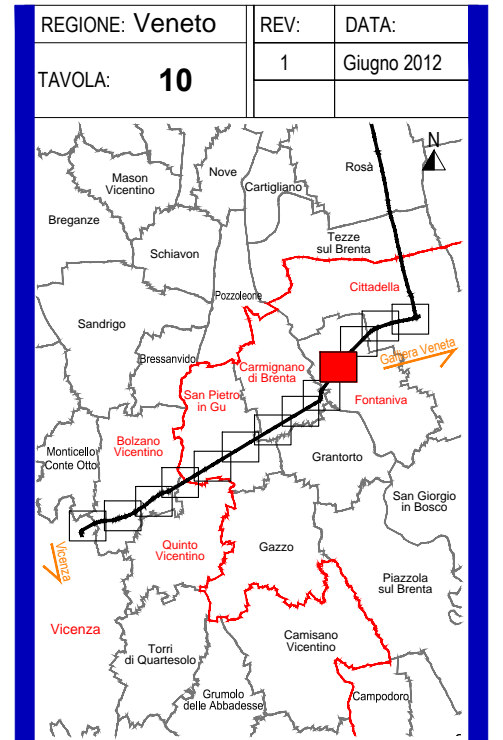 REGIONE: Veneto
REV:
DATA:
TAVOLA: 10
1
Giugno 2012
N
Nove
Rosà
Mason
Vicentino
Cartigliano
Breganze
Tezze
sul Brenta
Schiavon
Cittadella
Pozzoleone
Sandrigo
Galliera Veneta
Bressanvido
Carmignano
di Brenta
San Pietro
in Gu
Fontaniva
Bolzano
Vicentino
Monticello
Conte Otto
Grantorto
San Giorgio
in Bosco
Vicenza
Quinto
Vicentino
Gazzo
Piazzola
sul Brenta
Vicenza
Torri
di Quartesolo
Camisano
Vicentino
Grumolo
delle Abbadesse
Campodoro